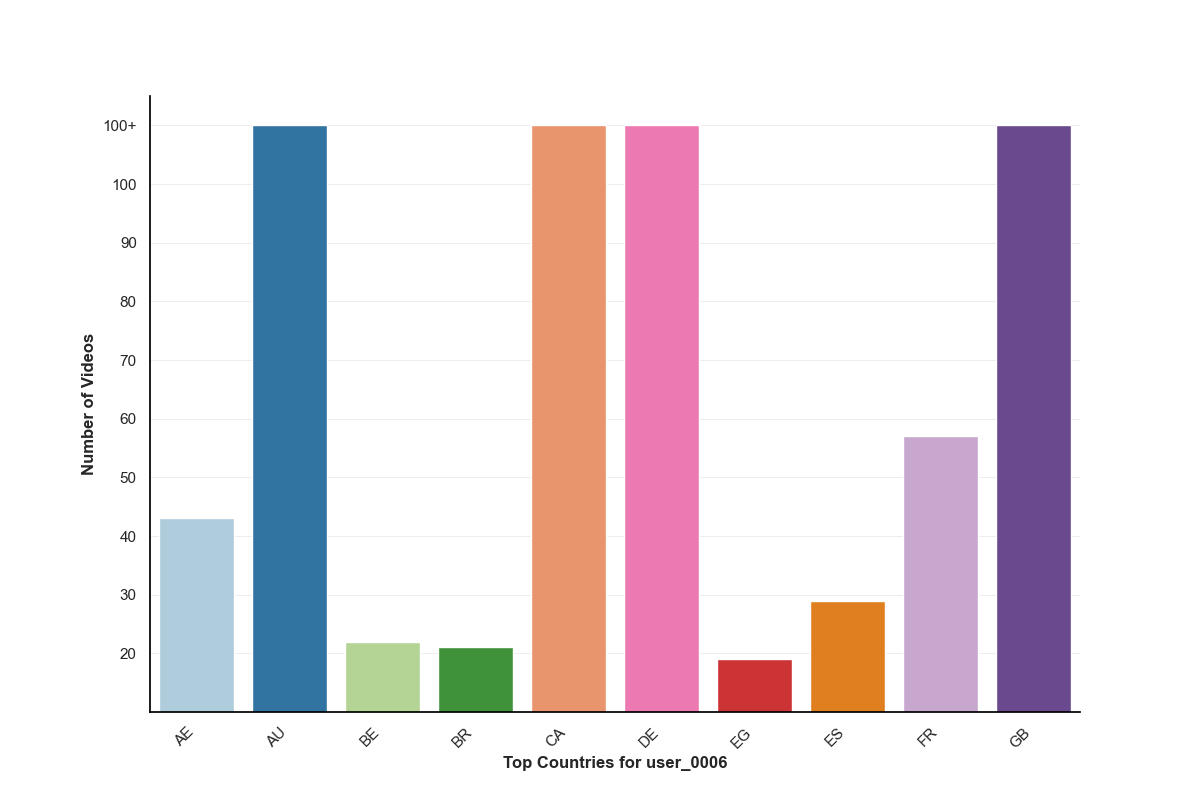 100+
100
90
80
70
60
50
40
30
20
Number of Videos
AE
AU
BE
BR
CA
DE
EG
ES
FR
GB
Top Countries for user_0006